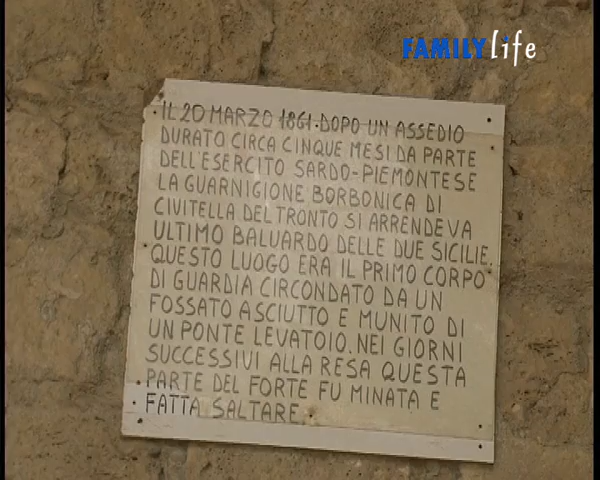 FAMILY life
IL 20 MARZO 1861·DOPO UN ASSEDIO
DURATO CIRCA CINQUE MESI DA PARTE
DELL'ESERCITO SARDO-PIEMONTESE
LA GUARNIGIONE BORBONICA DI
CIVITELLA DEL TRONTO SI ARRENDEVA
ULTIMO BALUARDO DELLE DUE SICILIE.
QUESTO LUOGO ERA IL PRIMO CORPO
DI GUARDIA CIRCONDATO DA UN
FOSSATO ASCIUTTO E MUNITO DI
UN PONTE LEVATOIO. NEI GIORNI
SUCCESSIVI ALLA RESA QUESTA
PARTE DEL FORTE FU MINATA E
FATTA SALTARE